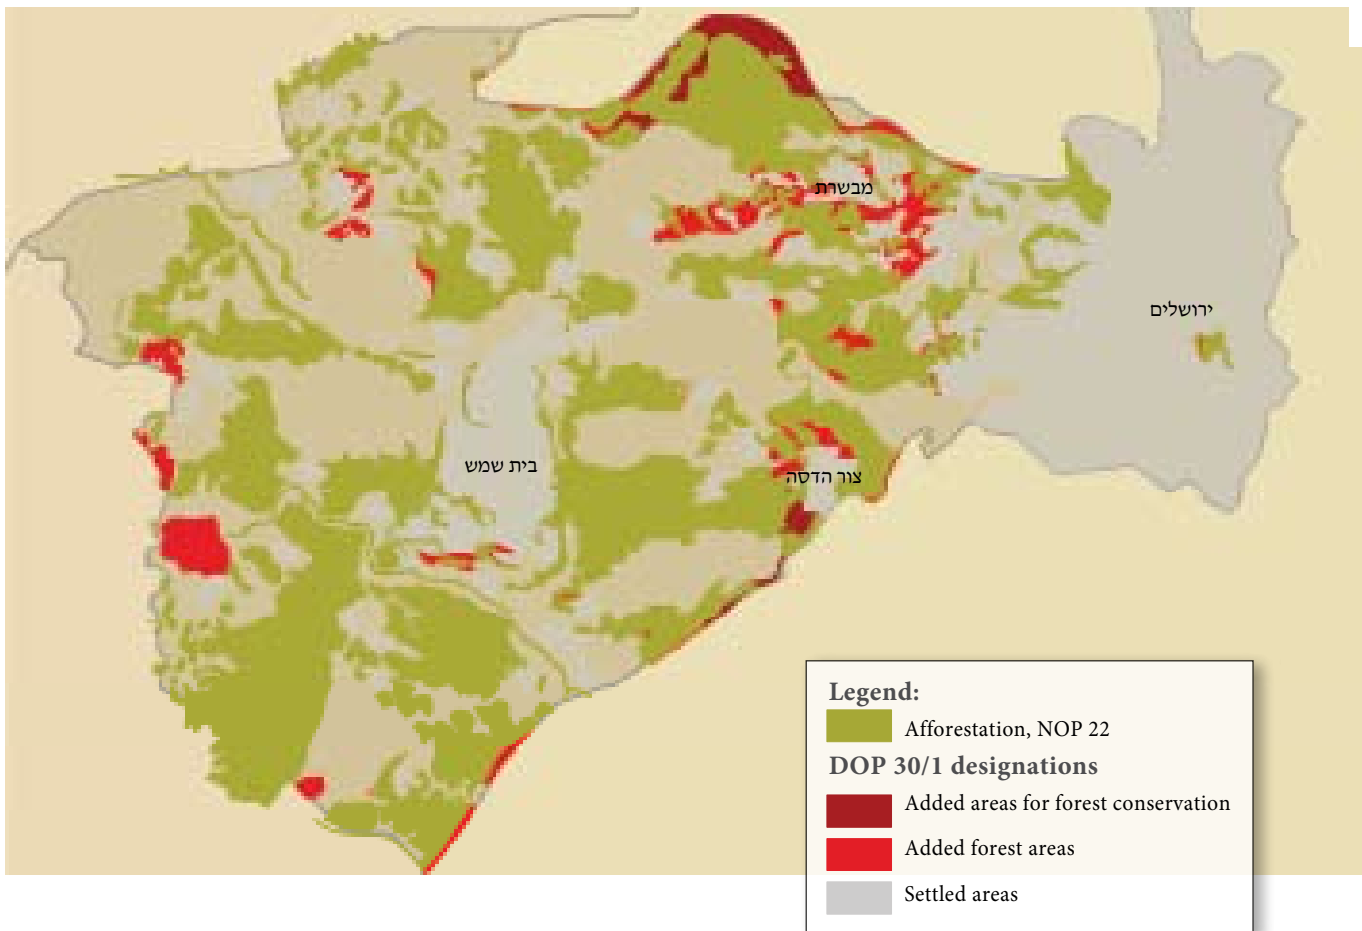 מבשרת
ירושלים
בית שמש
צור הדסה
Legend:
Afforestation, NOP 22
DOP 30/1 designations
Added areas for forest conservation
Added forest areas
Settled areas